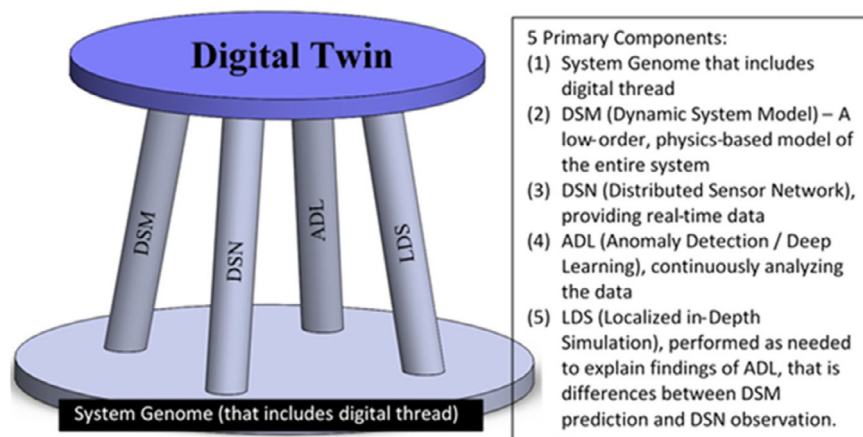 Digital Twin
DSM
DSN
ADL
LDS
System Genome (that includes digital thread)
5 Primary Components:
(1) System Genome that includes
digital thread
(2) DSM (Dynamic System Model) – A
low-order, physics-based model of
the entire system
(3) DSN (Distributed Sensor Network),
providing real-time data
(4) ADL (Anomaly Detection / Deep
Learning), continuously analyzing
the data
(5) LDS (Localized in-Depth
Simulation), performed as needed
to explain findings of ADL, that is
differences between DSM
prediction and DSN observation.